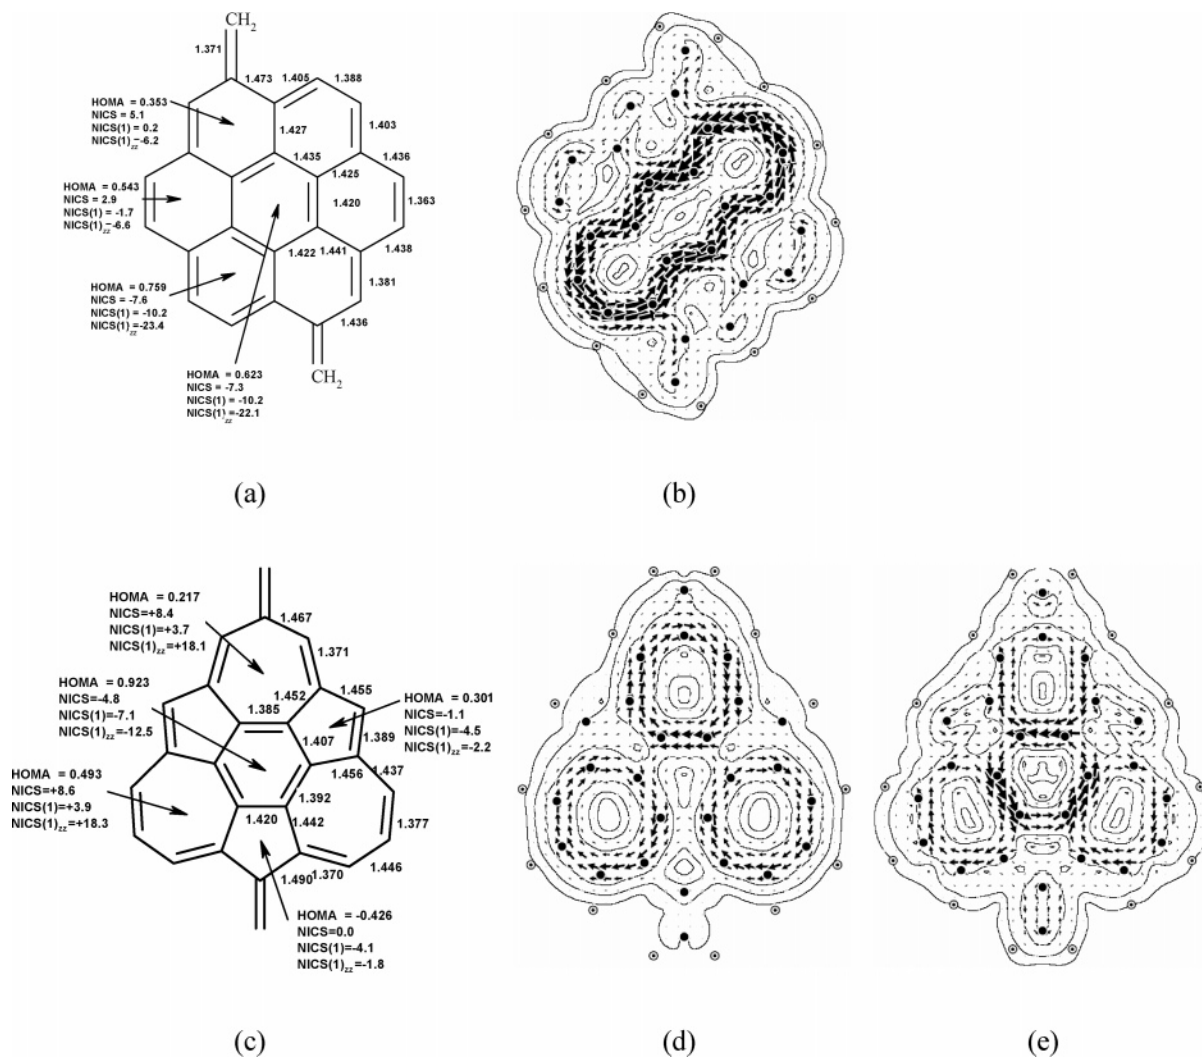 CH2
1.371
1.473
1.405
1.388
HOMA = 0.353
NICS = 5.1
NICS(1) = 0.2
NICS(1)zz=-6.2
1.427
1.403
1.435
1.436
1.425
HOMA = 0.543
NICS = 2.9
NICS(1) = -1.7
NICS(1)zz=-6.6
1.420
1.363
1.422
1.441
1.438
HOMA = 0.759
NICS = -7.6
NICS(1) = -10.2
NICS(1)zz=-23.4
1.381
1.436
CH2
HOMA = 0.623
NICS = -7.3
NICS(1) = -10.2
NICS(1)zz=-22.1
(a)
(b)
HOMA = 0.217
NICS=+8.4
NICS(1)=+3.7
NICS(1)zz=+18.1
1.467
1.371
HOMA = 0.923
NICS=-4.8
NICS(1)=-7.1
NICS(1)zz=-12.5
1.452
1.455
1.385
HOMA = 0.301
NICS=-1.1
NICS(1)=-4.5
NICS(1)zz=-2.2
1.407
1.389
1.456
1.437
HOMA = 0.493
NICS=+8.6
NICS(1)=+3.9
NICS(1)zz=+18.3
1.392
1.420
1.442
1.377
1.446
1.490
1.370
HOMA = -0.426
NICS=0.0
NICS(1)=-4.1
NICS(1)zz=-1.8
(c)
(d)
(e)